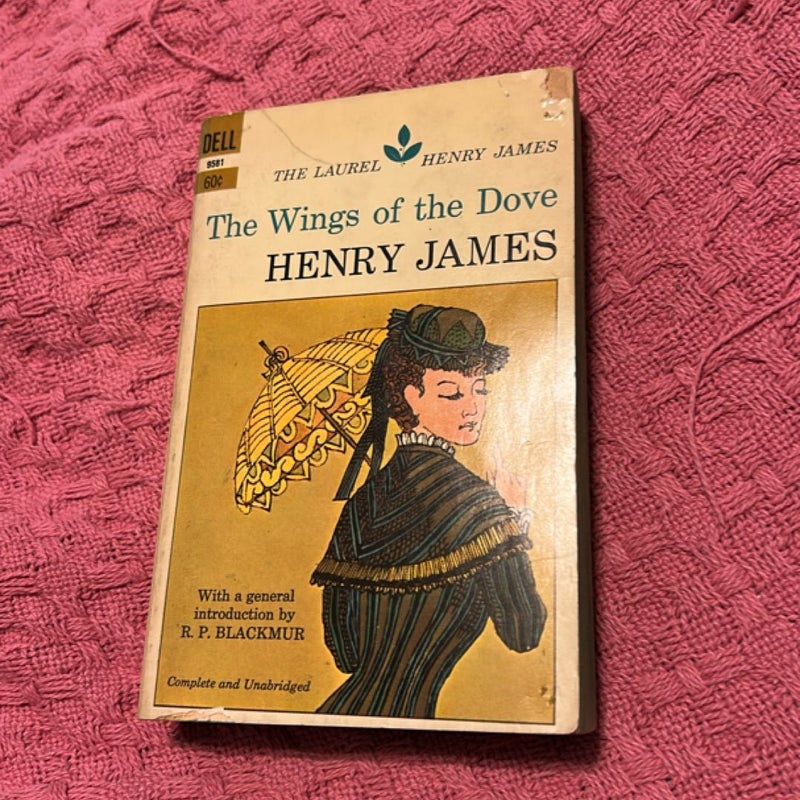 DELL
9581
60¢
THE LAUREL HENRY JAMES
The Wings of the Dove
HENRY JAMES
With a general
introduction by
R. P. BLACKMUR
Complete and Unabridged